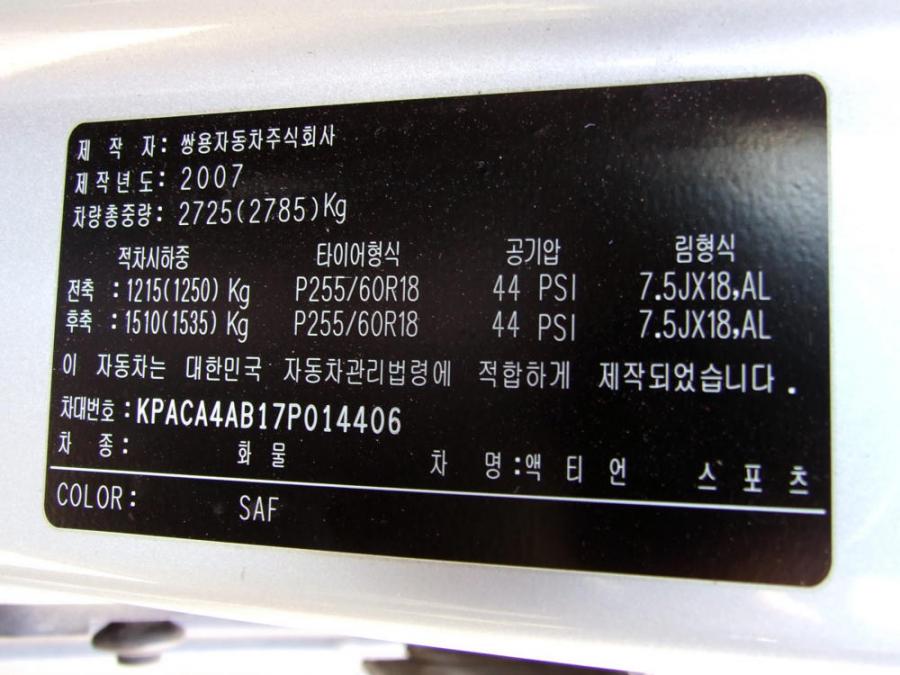 제 작 자: 쌍용자동차주식회사
제작년도: 2007
차량총중량: 2725(2785)Kg
적차시하중 타이어형식 공기압 림형식
전축 : 1215(1250) Kg P255/60R18 44 PSI 7.5JX18,AL
후축 : 1510(1535) Kg P255/60R18 44 PSI 7.5JX18,AL
이 자동차는 대한민국 자동차관리법령에 적합하게 제작되었습니다.
차대번호: KPACA4AB17P014406
차 종: 화 물 차 명: 액 티 언 스 포 츠
COLOR: SAF